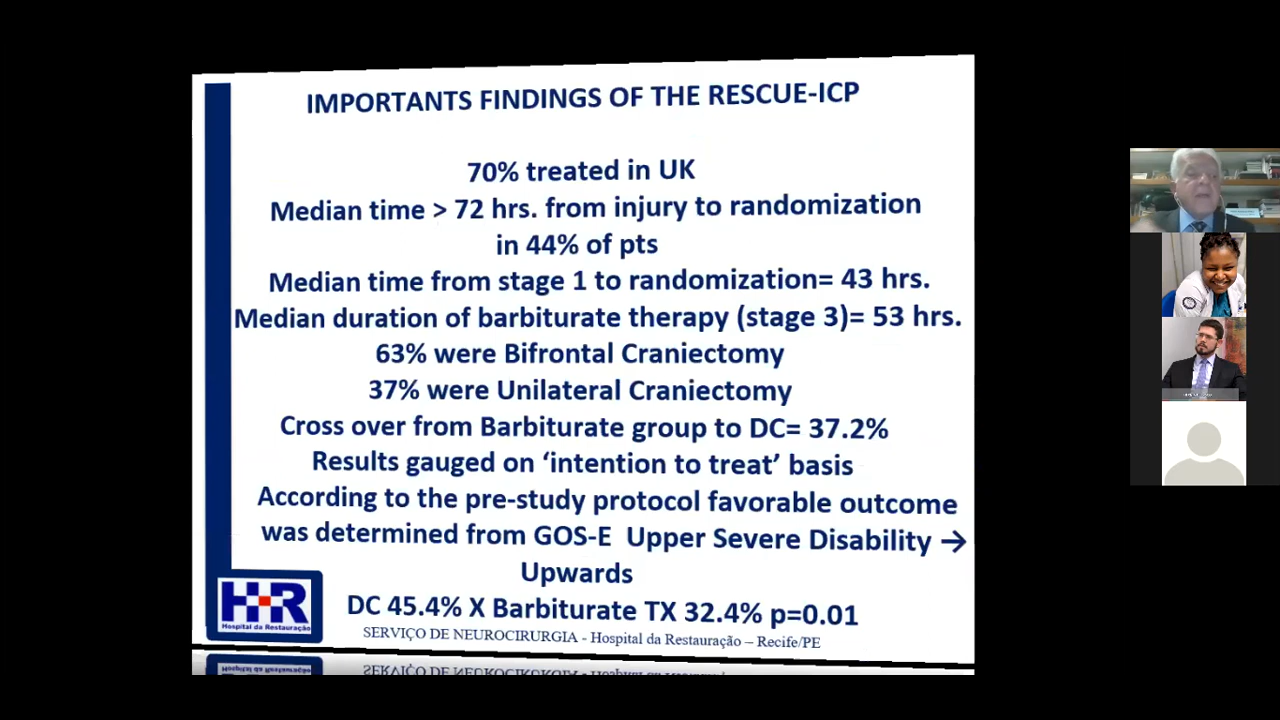 IMPORTANTS FINDINGS OF THE RESCUE-ICP
70% treated in UK
Median time > 72 hrs. from injury to randomization
in 44% of pts
Median time from stage 1 to randomization= 43 hrs.
Median duration of barbiturate therapy (stage 3)= 53 hrs.
63% were Bifrontal Craniectomy
37% were Unilateral Craniectomy
Cross over from Barbiturate group to DC= 37.2%
Results gauged on ‘intention to treat’ basis
According to the pre-study protocol favorable outcome
was determined from GOS-E Upper Severe Disability →
Upwards
DC 45.4% X Barbiturate TX 32.4% p=0.01
HR
Hospital da Restauração
SERVIÇO DE NEUROCIRURGIA - Hospital da Restauração – Recife/PE